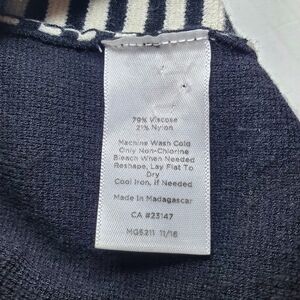 79% Viscose
21% Nylon
Machine Wash Cold
Only Non-Chlorine
Bleach When Needed
Reshape, Lay Flat To
Dry
Cool Iron, If Needed
Made In Madagascar
CA #23147
MG5211 11/16